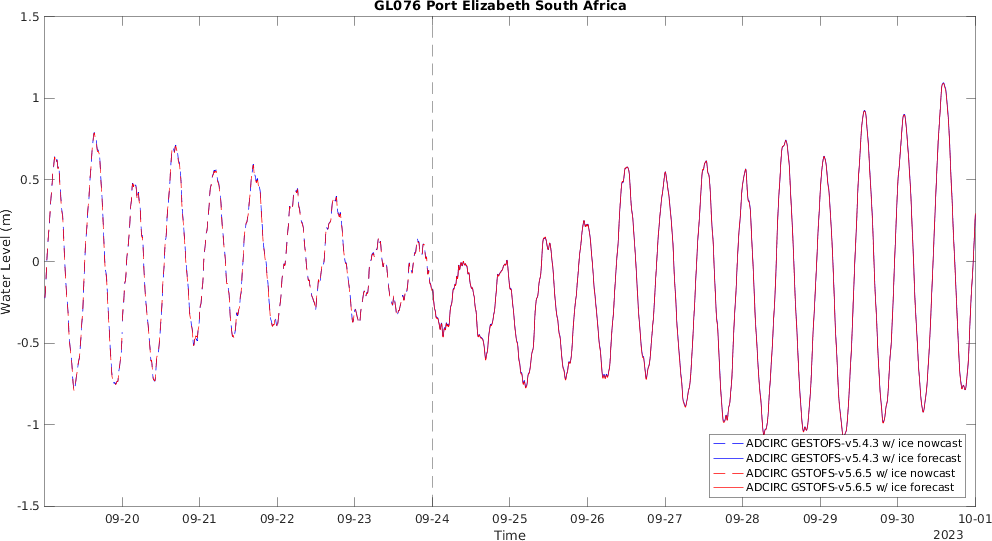 GL076 Port Elizabeth South Africa
1.5
1
0.5
0
-0.5
-1
-1.5
Water Level (m)
ADCIRC GESTOFS-v5.4.3 w/ ice nowcast
ADCIRC GESTOFS-v5.4.3 w/ ice forecast
ADCIRC GSTOFS-v5.6.5 w/ ice nowcast
ADCIRC GSTOFS-v5.6.5 w/ ice forecast
09-20 09-21 09-22 09-23 09-24 09-25 09-26 09-27 09-28 09-29 09-30 10-01
Time
2023